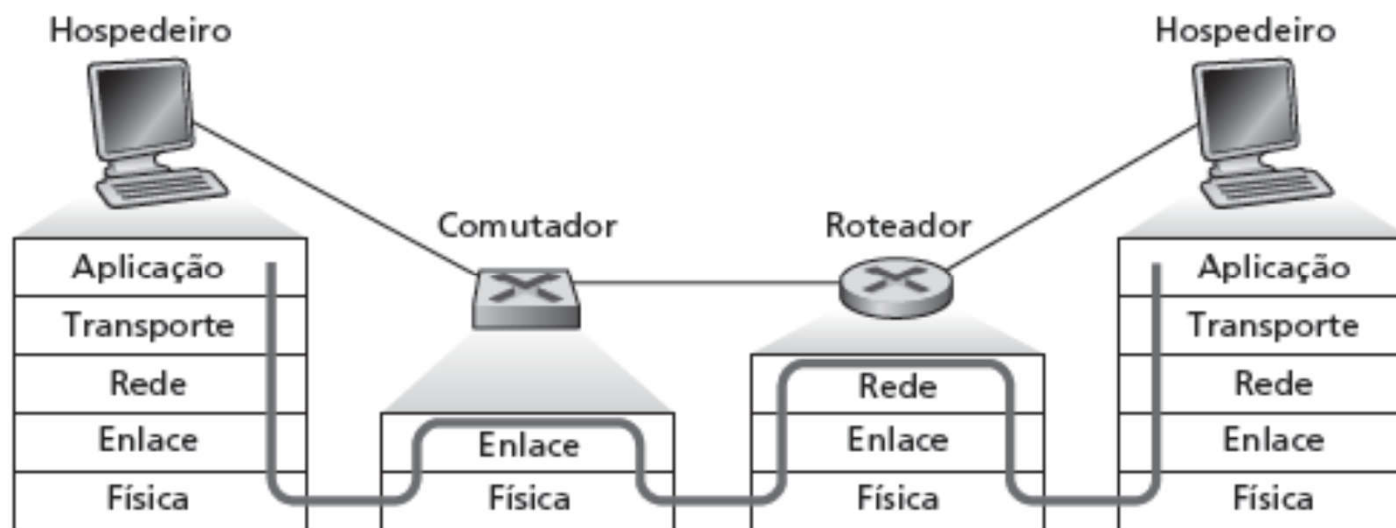 Hospedeiro
Hospedeiro
Comutador
Roteador
Aplicação
Transporte
Rede
Enlace
Física
Enlace
Física
Rede
Enlace
Física
Aplicação
Transporte
Rede
Enlace
Física